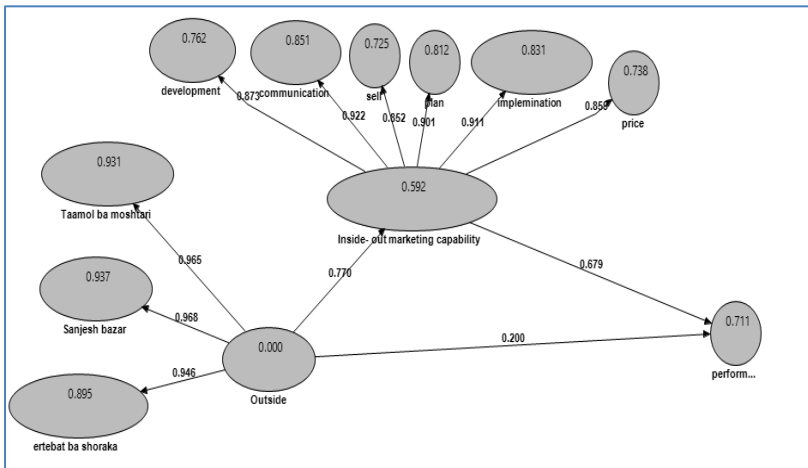 0.762
development
0.851
communication
0.725
sell
0.812
plan
0.831
Implemination
0.738
price
0.873
0.922
0.852
0.901
0.911
0.859
0.931
Taamol ba moshtari
0.592
Inside- out marketing capability
0.965
0.770
0.679
0.937
Sanjesh bazar
0.968
0.200
0.711
perform...
0.000
Outside
0.946
0.895
ertebat ba shoraka